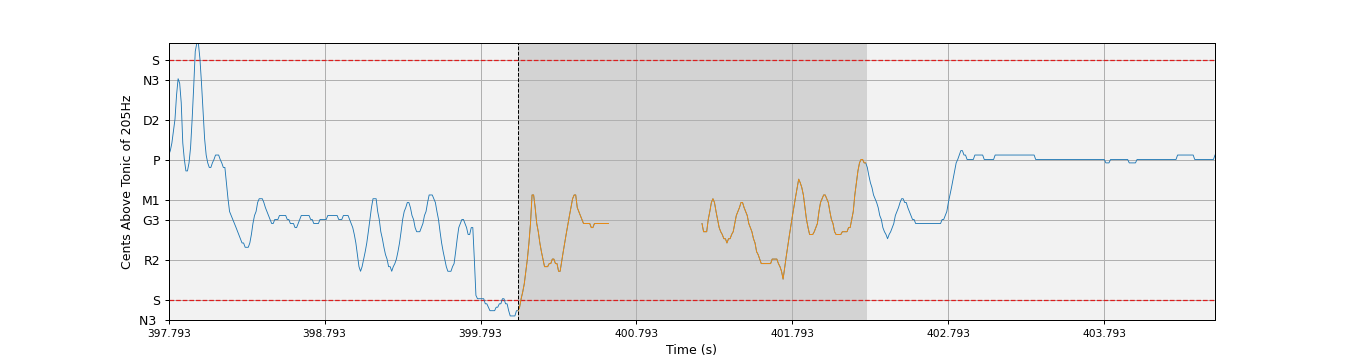 Cents Above Tonic of 205Hz
S
N3
D2
P
M1
G3
R2
S
N3
397.793 398.793 399.793 400.793 401.793 402.793 403.793
Time (s)